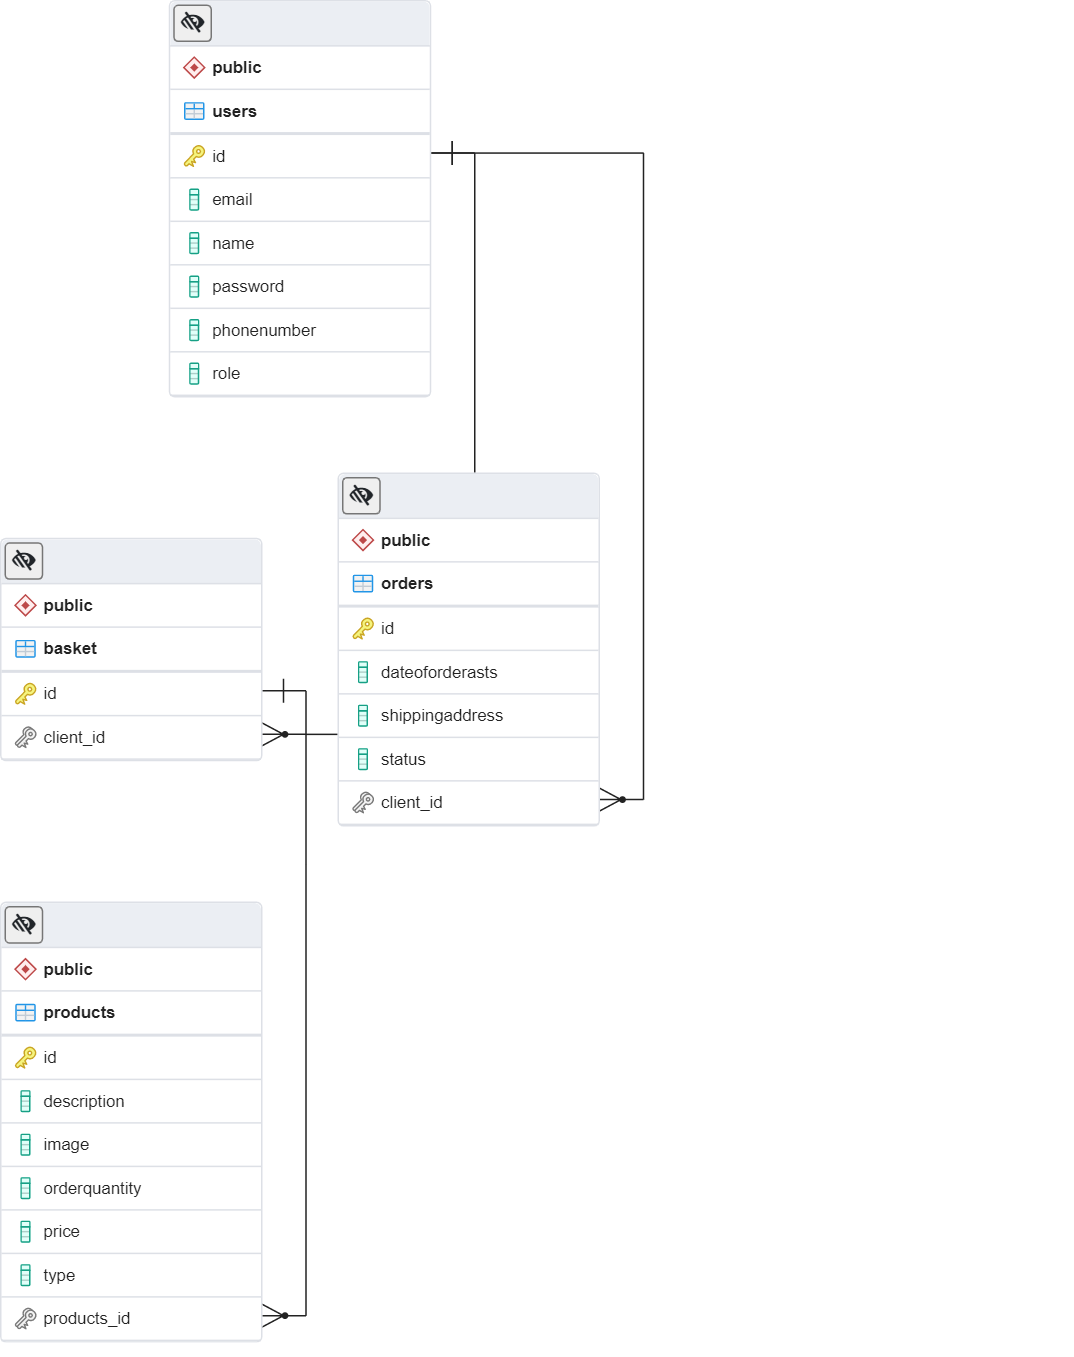 public
users
id
email
name
password
phonenumber
role
public
orders
id
dateoforderasts
shippingaddress
status
client_id
public
basket
id
client_id
public
products
id
description
image
orderquantity
price
type
products_id